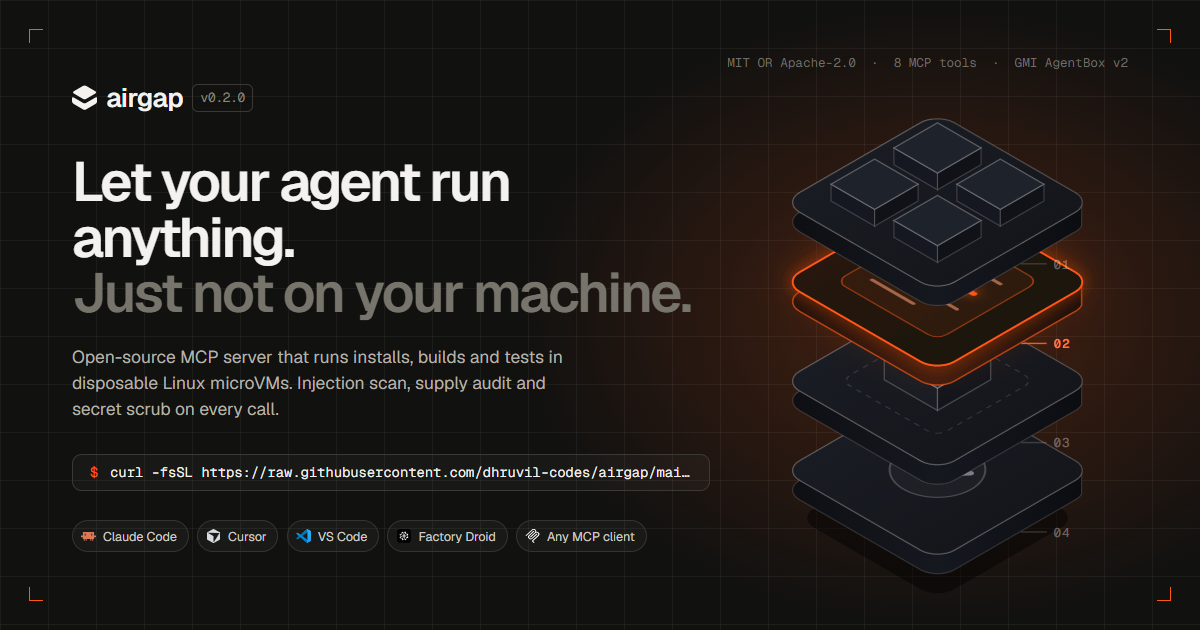 MIT OR Apache-2.0 · 8 MCP tools · GMI AgentBox v2
airgap v0.2.0
Let your agent run
anything.
Just not on your machine.
Open-source MCP server that runs installs, builds and tests in
disposable Linux microVMs. Injection scan, supply audit and
secret scrub on every call.
$ curl -fsSL https://raw.githubusercontent.com/dhruvil-codes/airgap/mai…
Claude Code
Cursor
VS Code
Factory Droid
Any MCP client
01
02
03
04